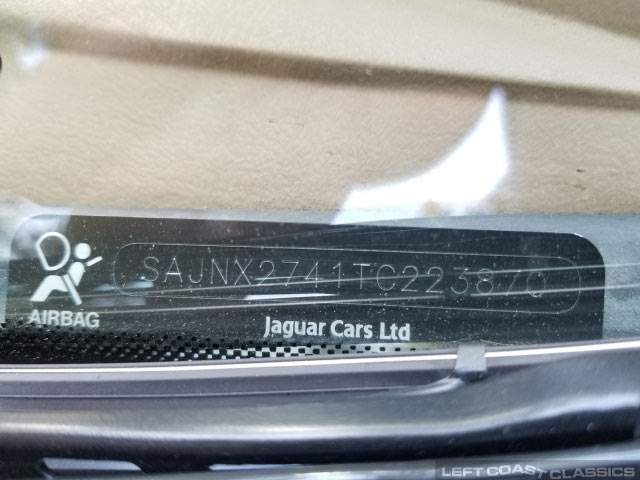 SAJNX2741TC223870
AIRBAG
Jaguar Cars Ltd
LEFT COAST CLASSICS